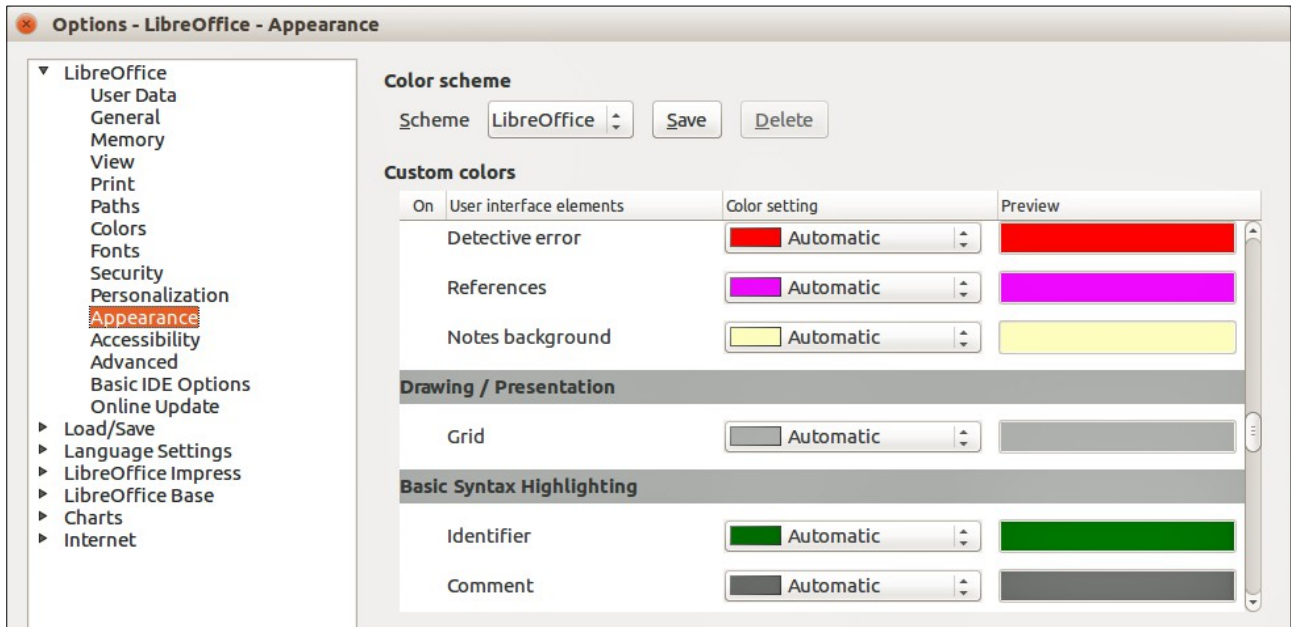 Options - LibreOffice - Appearance
LibreOffice
User Data
General
Memory
View
Print
Paths
Colors
Fonts
Security
Personalization
Appearance
Accessibility
Advanced
Basic IDE Options
Online Update
Load/Save
Language Settings
LibreOffice Impress
LibreOffice Base
Charts
Internet
Color scheme
Scheme LibreOffice Save Delete
Custom colors
On User interface elements Color setting Preview
Detective error Automatic
References Automatic
Notes background Automatic
Drawing / Presentation
Grid Automatic
Basic Syntax Highlighting
Identifier Automatic
Comment Automatic